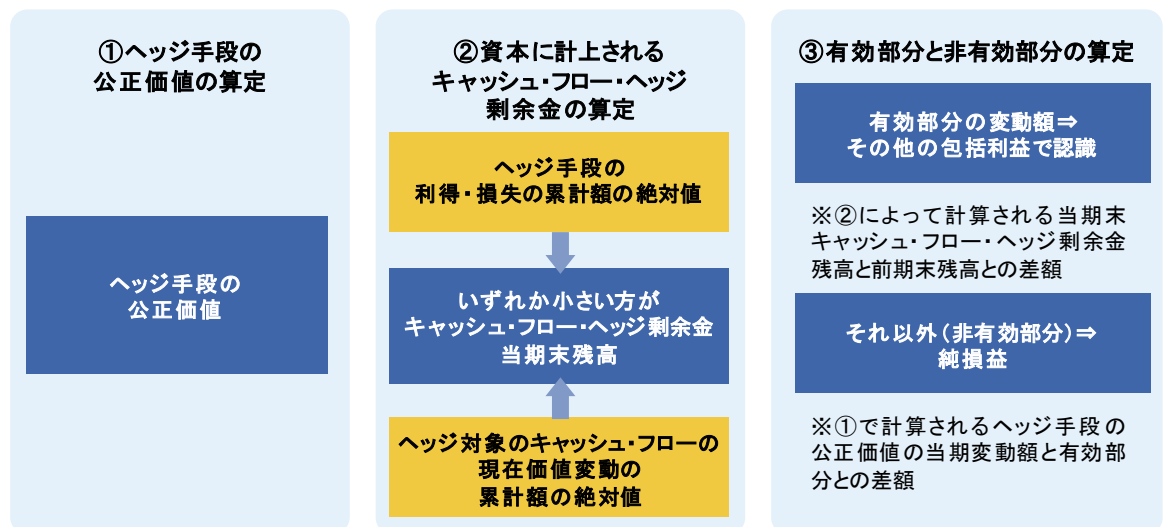 ①ヘッジ手段の
公正価値の算定
ヘッジ手段の
公正価値
②資本に計上される
キャッシュ・フロー・ヘッジ
剰余金の算定
ヘッジ手段の
利得・損失の累計額の絶対値
いずれか小さい方が
キャッシュ・フロー・ヘッジ剰余金
当期末残高
ヘッジ対象のキャッシュ・フローの
現在価値変動の
累計額の絶対値
③有効部分と非有効部分の算定
有効部分の変動額⇒
その他の包括利益で認識
※②によって計算される当期末
キャッシュ・フロー・ヘッジ剰余金
残高と前期末残高との差額
それ以外（非有効部分）⇒
純損益
※①で計算されるヘッジ手段の
公正価値の当期変動額と有効部
分との差額